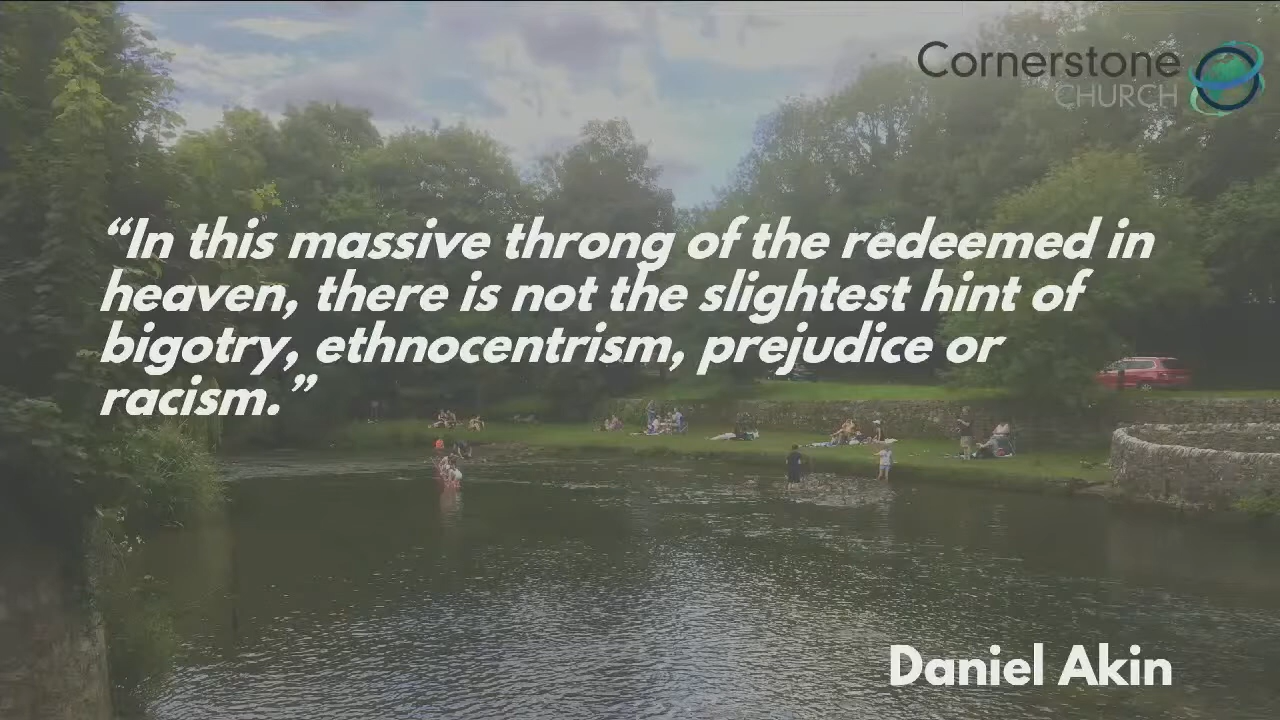 Cornerstone
CHURCH
“In this massive throng of the redeemed in
heaven, there is not the slightest hint of
bigotry, ethnocentrism, prejudice or
racism.”
Daniel Akin